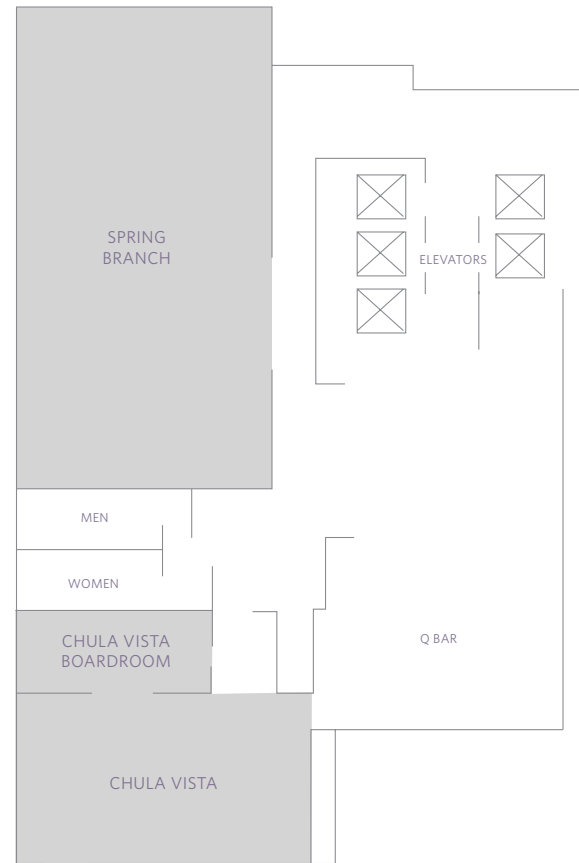 SPRING
BRANCH
ELEVATORS
MEN
WOMEN
CHULA VISTA
BOARDROOM
Q BAR
CHULA VISTA